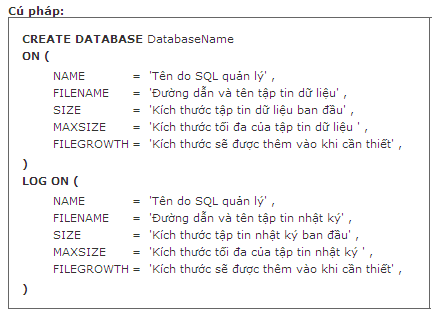 Cú pháp:
CREATE DATABASE DatabaseName
ON (
NAME = 'Tên do SQL quản lý' ,
FILENAME = 'Đường dẫn và tên tập tin dữ liệu' ,
SIZE = 'Kích thước tập tin dữ liệu ban đầu' ,
MAXSIZE = 'Kích thước tối đa của tập tin dữ liệu ' ,
FILEGROWTH = 'Kích thước sẽ được thêm vào khi cần thiết' ,
)
LOG ON (
NAME = 'Tên do SQL quản lý' ,
FILENAME = 'Đường dẫn và tên tập tin nhật ký' ,
SIZE = 'Kích thước tập tin nhật ký ban đầu' ,
MAXSIZE = 'Kích thước tối đa của tập tin nhật ký ' ,
FILEGROWTH = 'Kích thước sẽ được thêm vào khi cần thiết' ,
)